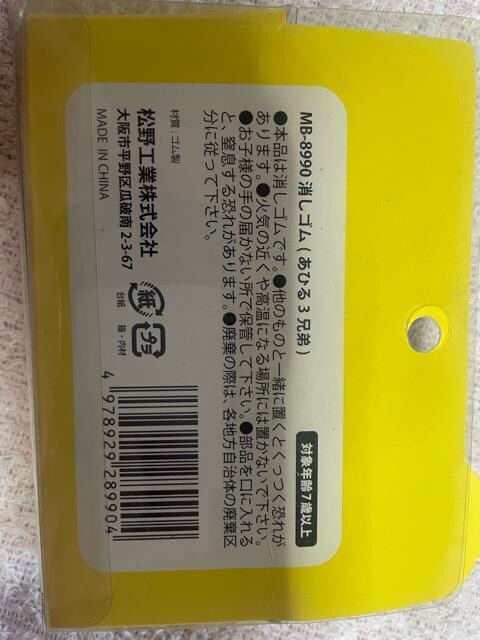 MB-8990 消しゴム ( あひる 3 兄弟 )
対象年齢 7 歳以上
●本品は消しゴムです。●他のものと一緒に置くとくっつく恐れが
あります。●火気の近くや高温になる場所には置かないで下さい。
●お子様の手の届かない所で保管して下さい。●部品を口に入れる
と、窒息する恐れがあります。●廃棄の際は、各地方自治体の廃棄区
分に従って下さい。
材質 : ゴム製
松野工業株式会社
大阪市平野区瓜破南 2-3-67
MADE IN CHINA
紙
台紙
プラ
箱・内材
4 978929 289904